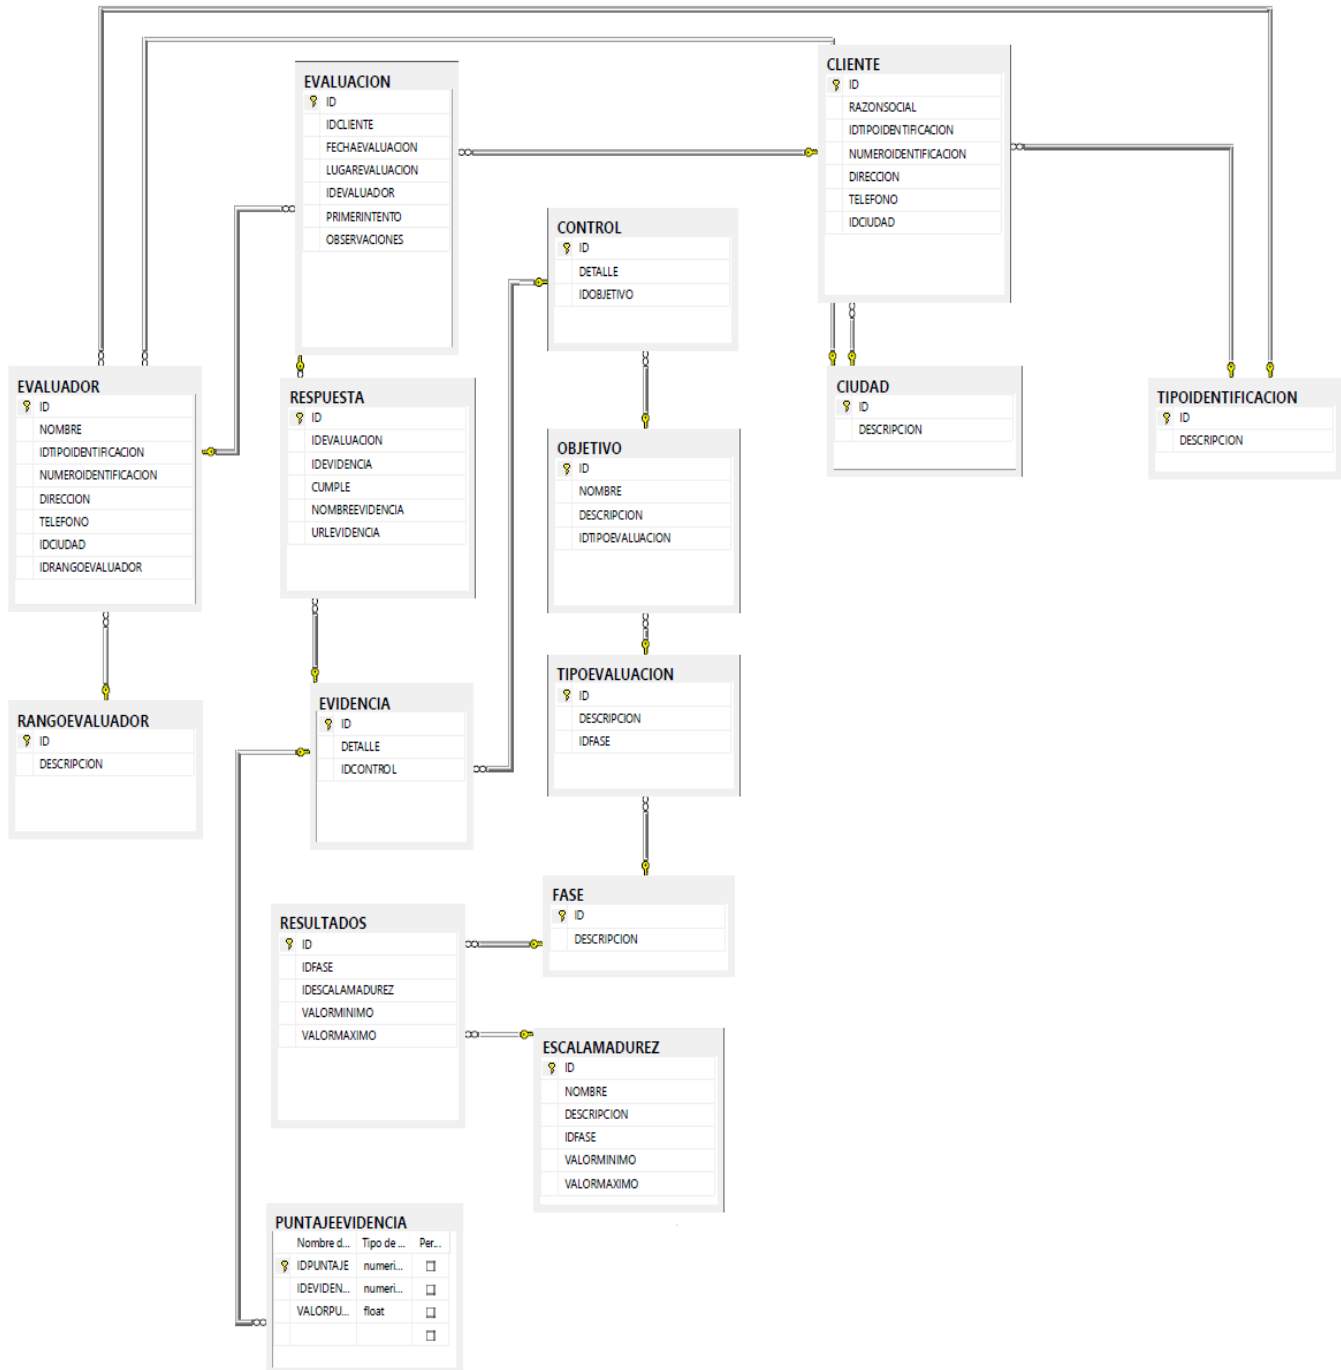 EVALUACION
ID
IDCLIENTE
FECHAEVALUACION
LUGAREVALUACION
IDEVALUADOR
PRIMERINTENTO
OBSERVACIONES
CLIENTE
ID
RAZONSOCIAL
IDTIPOIDENTIFICACION
NUMEROIDENTIFICACION
DIRECCION
TELEFONO
IDCIUDAD
CONTROL
ID
DETALLE
IDOBJETIVO
EVALUADOR
ID
NOMBRE
IDTIPOIDENTIFICACION
NUMEROIDENTIFICACION
DIRECCION
TELEFONO
IDCIUDAD
IDRANGOEVALUADOR
RESPUESTA
ID
IDEVALUACION
IDEVIDENCIA
CUMPLE
NOMBREEVIDENCIA
URLEVIDENCIA
OBJETIVO
ID
NOMBRE
DESCRIPCION
IDTIPOEVALUACION
CIUDAD
ID
DESCRIPCION
TIPOIDENTIFICACION
ID
DESCRIPCION
RANGOEVALUADOR
ID
DESCRIPCION
EVIDENCIA
ID
DETALLE
IDCONTROL
TIPOEVALUACION
ID
DESCRIPCION
IDFASE
FASE
ID
DESCRIPCION
RESULTADOS
ID
IDFASE
IDESCALAMADUREZ
VALORMINIMO
VALORMAXIMO
ESCALAMADUREZ
ID
NOMBRE
DESCRIPCION
IDFASE
VALORMINIMO
VALORMAXIMO
PUNTAJEEVIDENCIA
Nombre d... Tipo de ... Per...
IDPUNTAJE numeri...
IDEVIDEN... numeri...
VALORPU... float